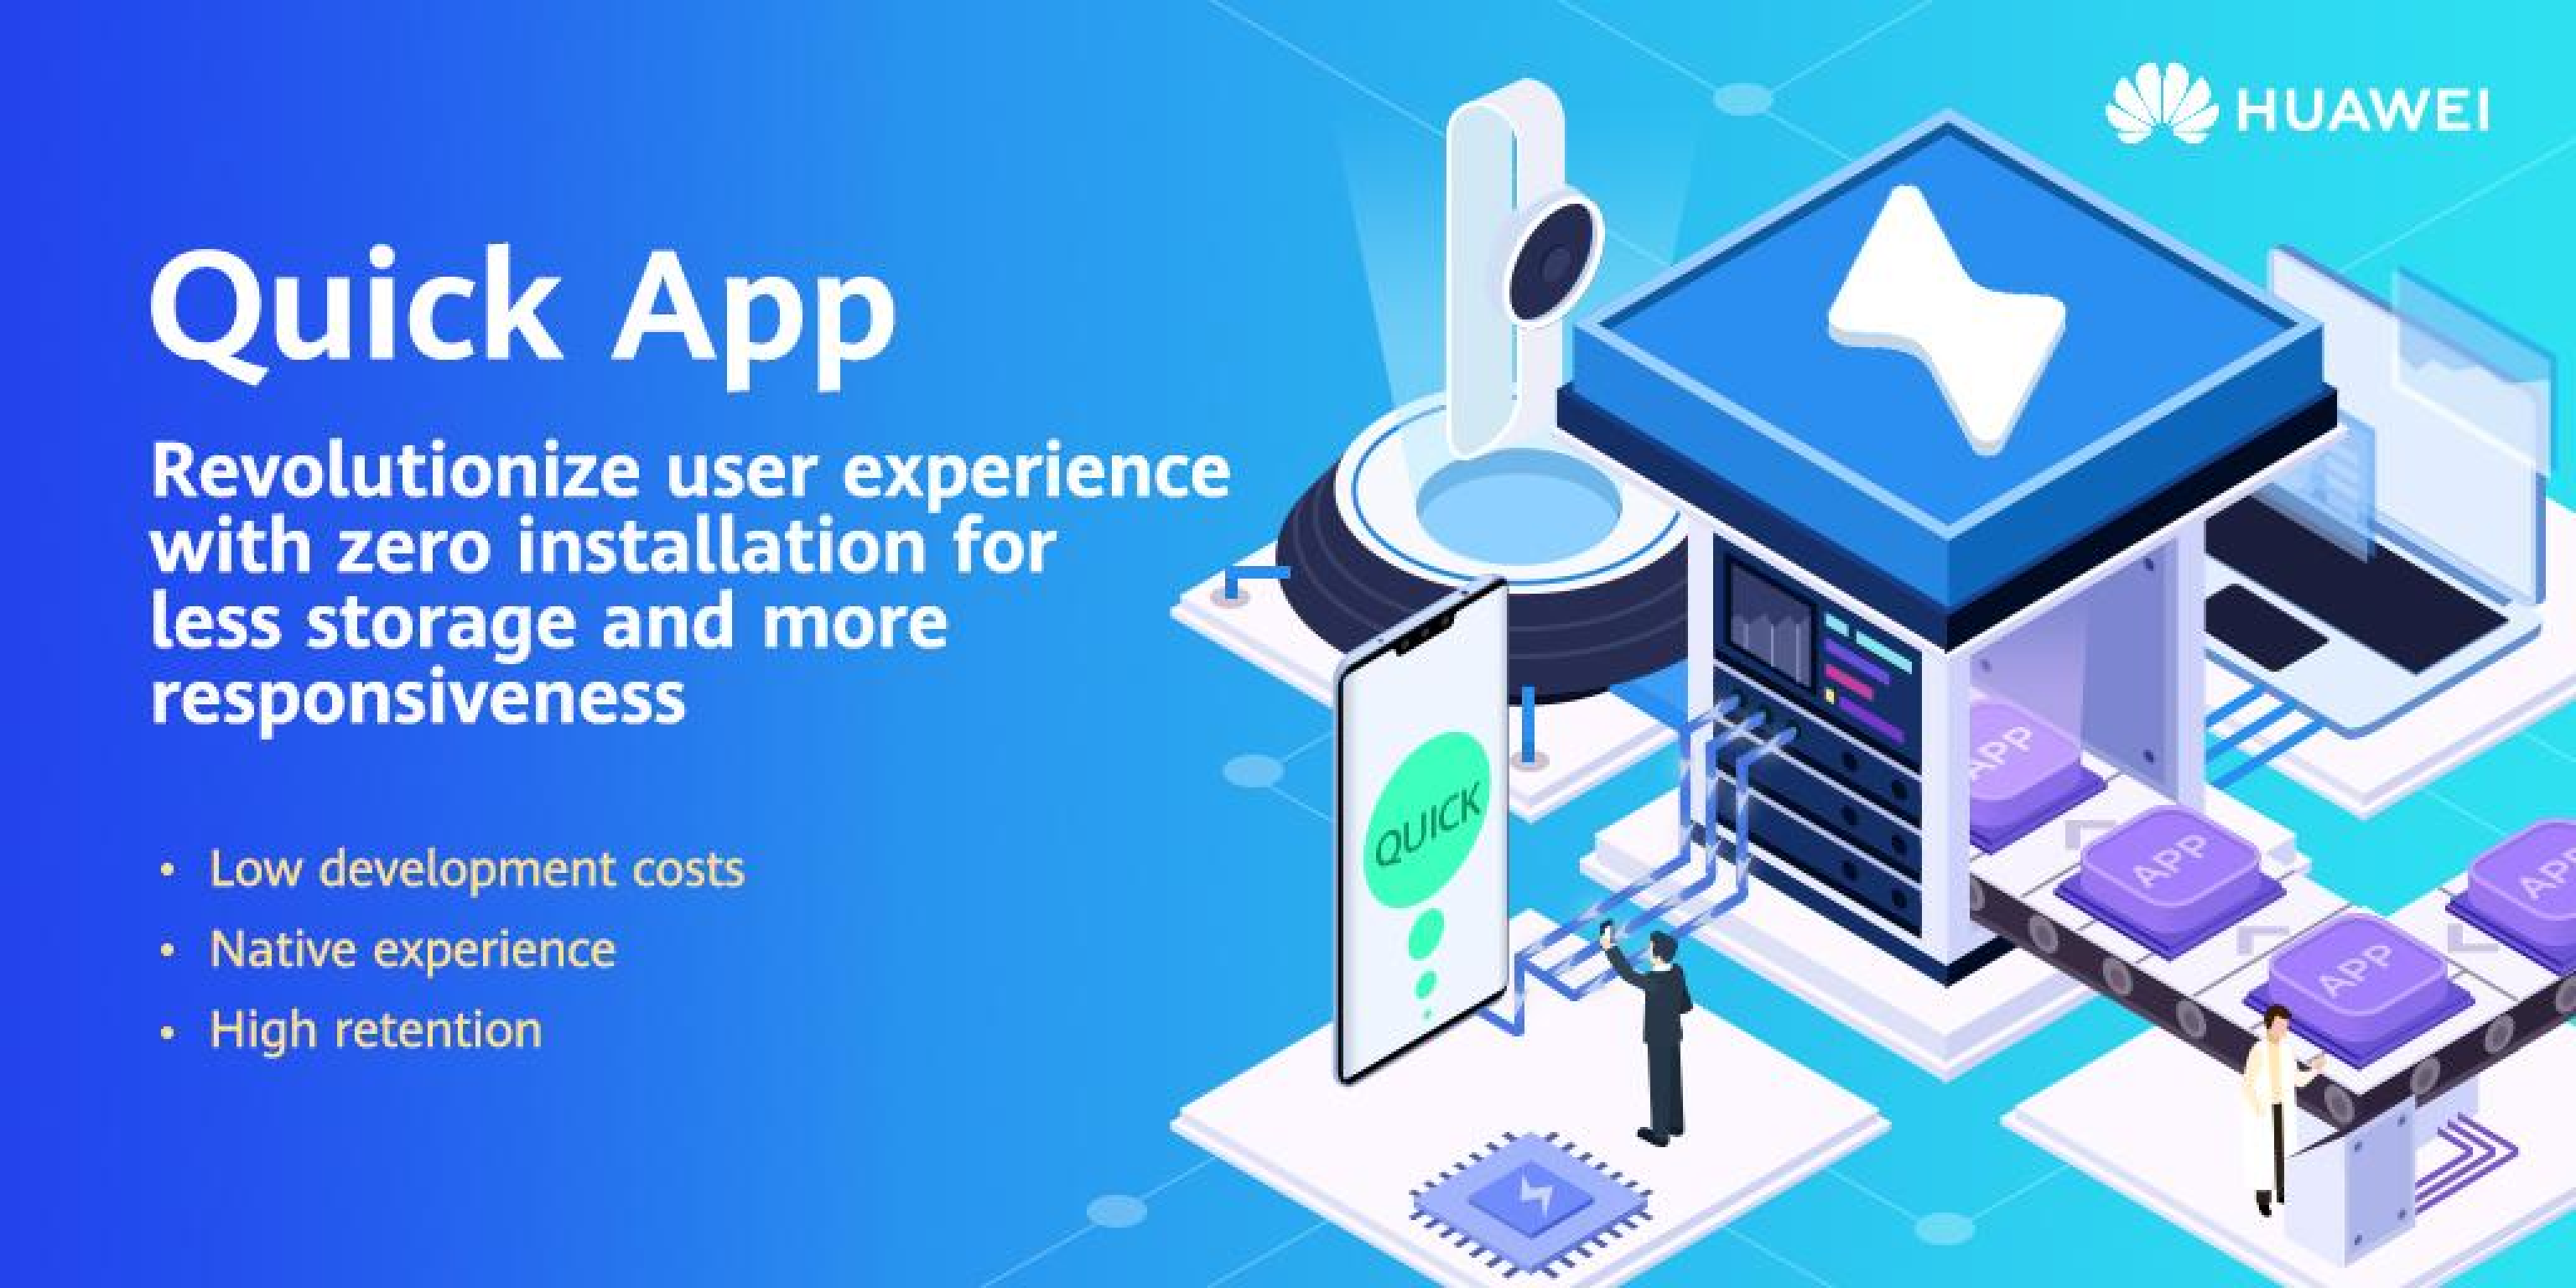 HUAWEI
Quick App
Revolutionize user experience
with zero installation for
less storage and more
responsiveness
• Low development costs
• Native experience
• High retention
QUICK
APP
APP
APP
APP